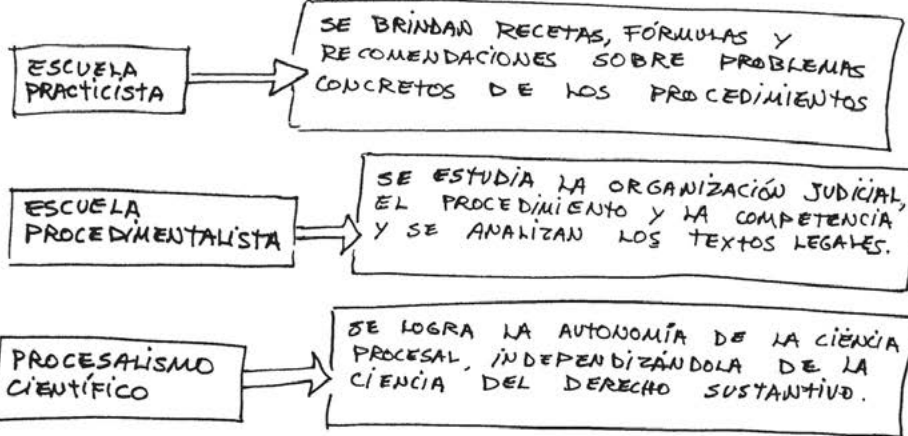 ESCUELA
PRACTICISTA
SE BRINDAN RECETAS, FÓRMULAS Y
RECOMENDACIONES SOBRE PROBLEMAS
CONCRETOS DE LOS PROCEDIMIENTOS
ESCUELA
PROCEDIMENTALISTA
SE ESTUDIA LA ORGANIZACIÓN JUDICIAL,
EL PROCEDIMIENTO Y LA COMPETENCIA
Y SE ANALIZAN LOS TEXTOS LEGALES.
PROCESALISMO
CIENTÍFICO
SE LOGRA LA AUTONOMÍA DE LA CIENCIA
PROCESAL, INDEPENDIZÁNDOLA DE LA
CIENCIA DEL DERECHO SUSTANTIVO.